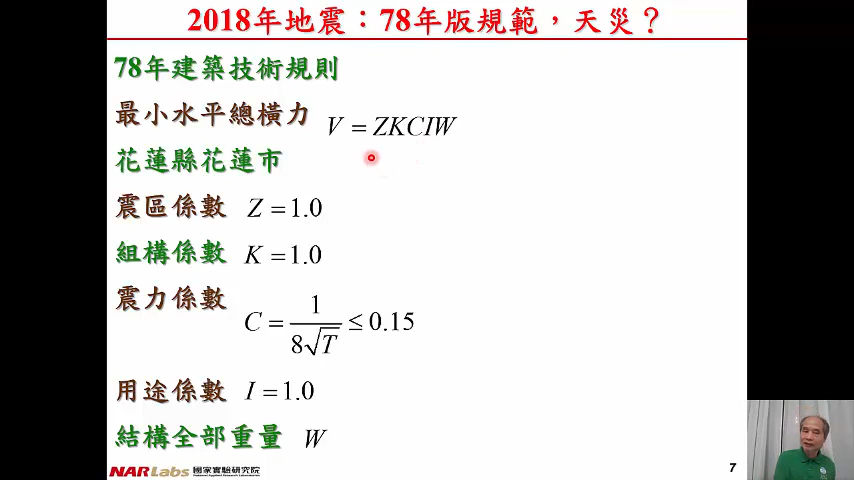 2018年地震：78年版規範，天災？
78年建築技術規則
最小水平總橫力 V = ZKCIW
花蓮縣花蓮市
震區係數 Z = 1.0
組構係數 K = 1.0
震力係數 C = 1/(8√T) ≤ 0.15
用途係數 I = 1.0
結構全部重量 W
NARLabs 國家實驗研究院
7